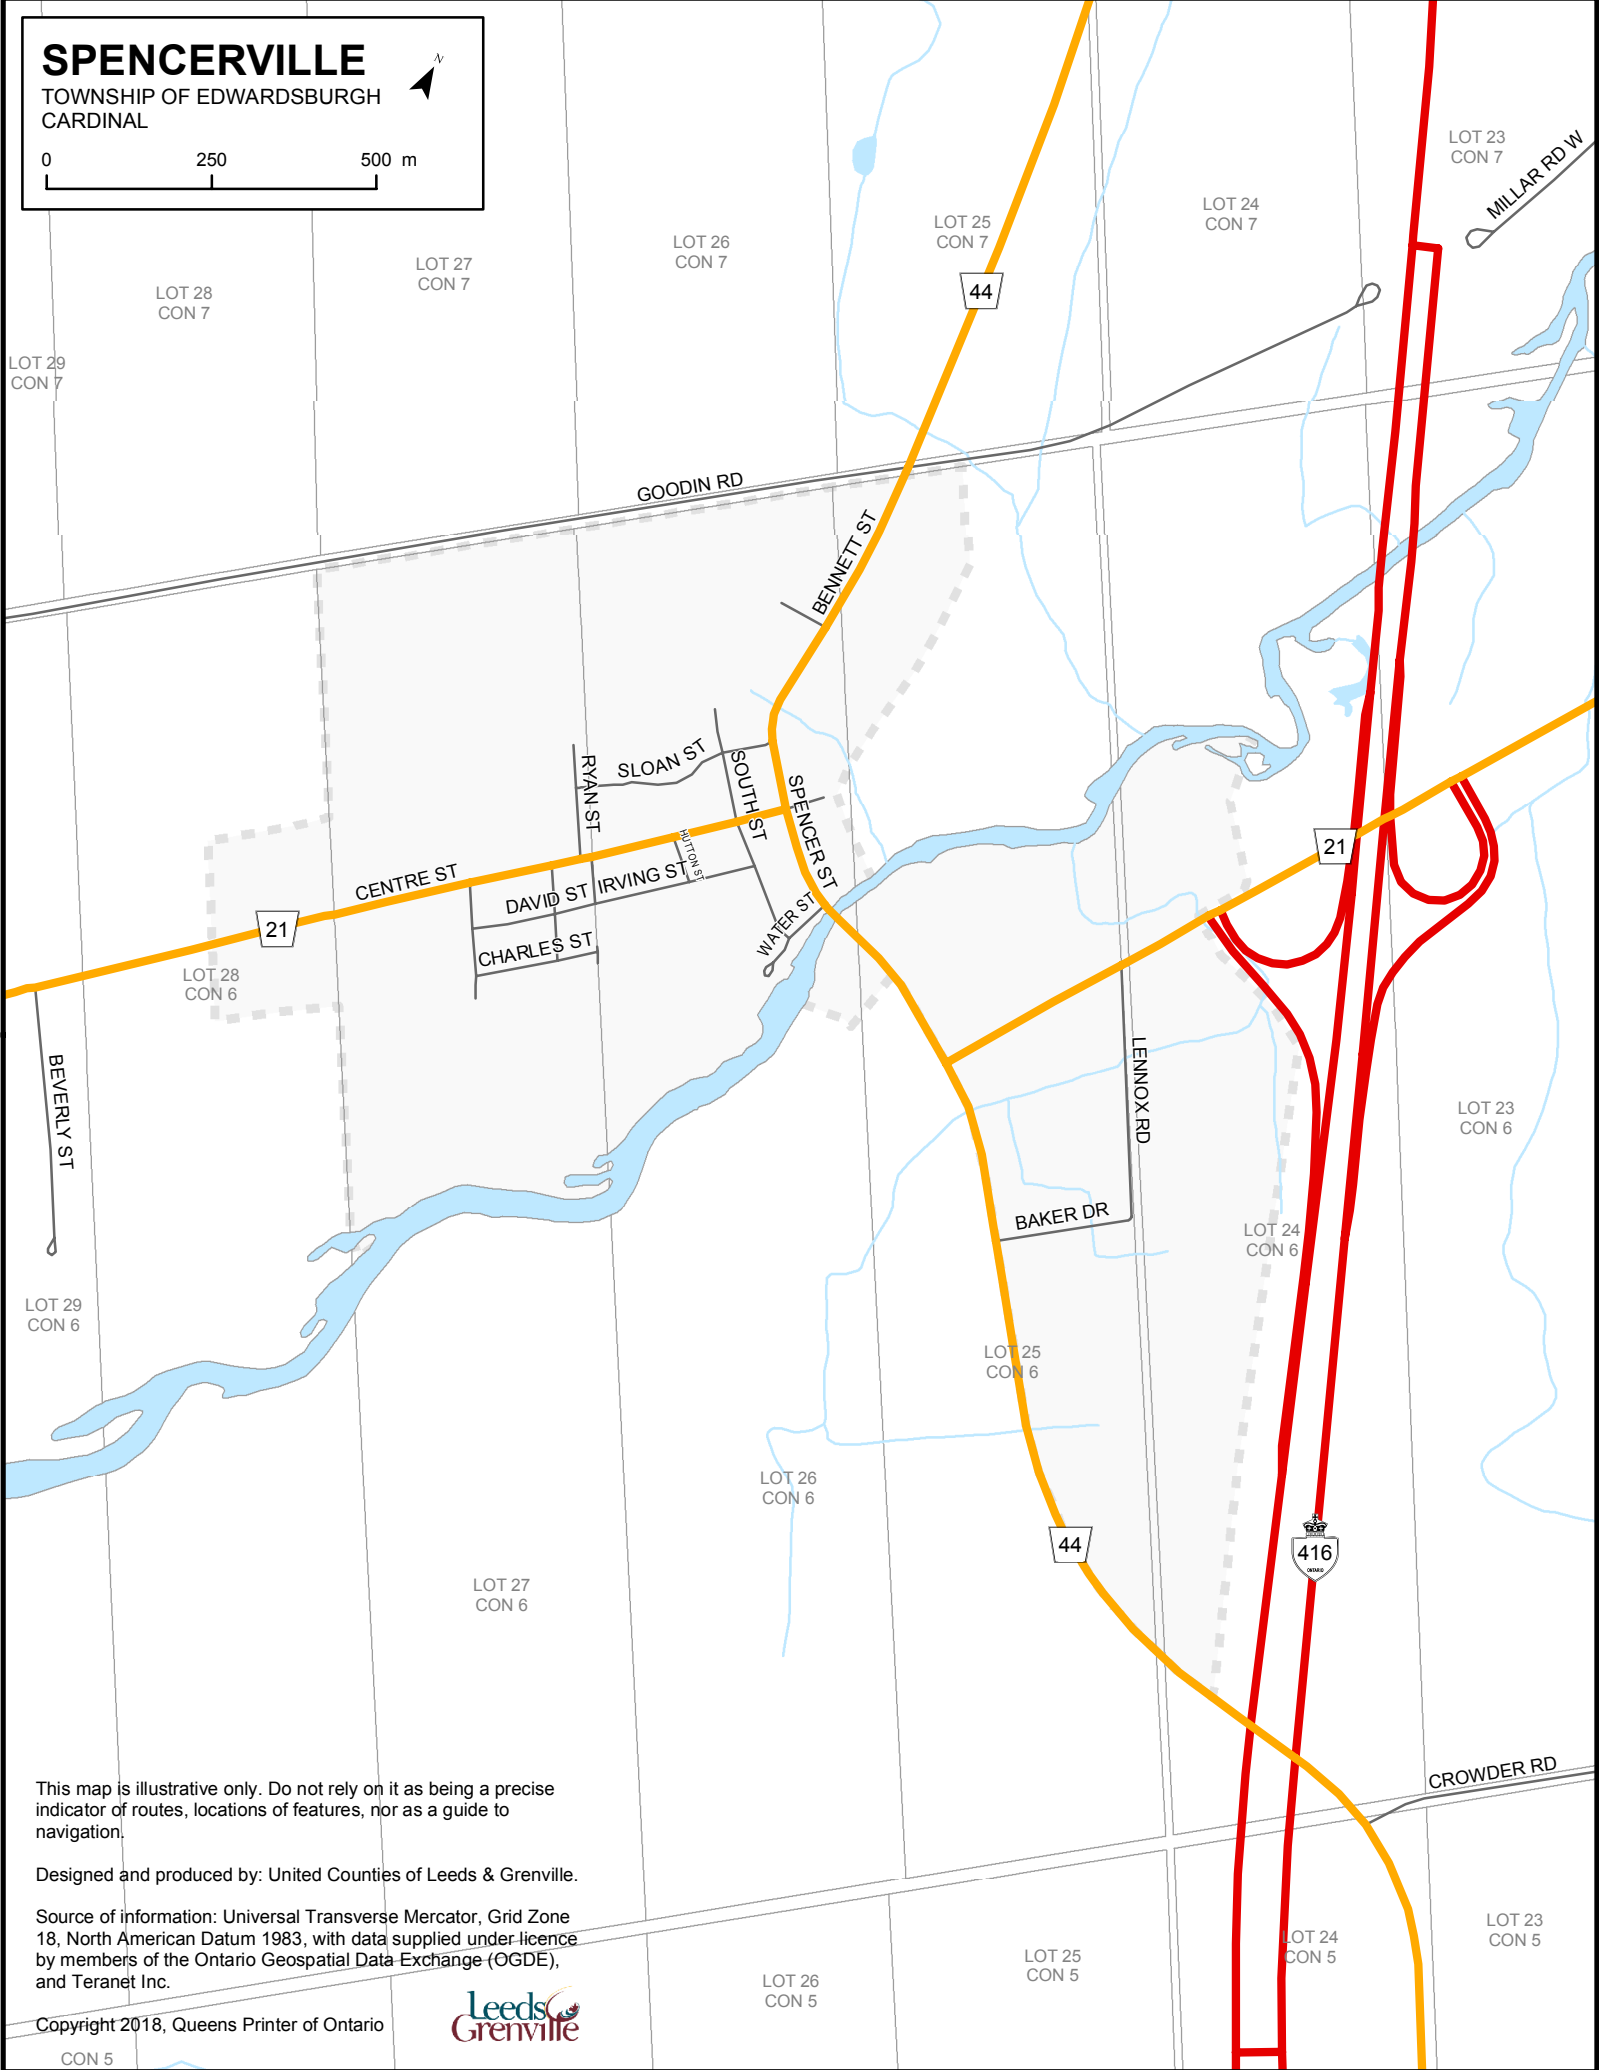 SPENCERVILLE
TOWNSHIP OF EDWARDSBURGH
CARDINAL
N
0 250 500 m
LOT 23
CON 7
MILLAR RD W
LOT 24
CON 7
LOT 25
CON 7
LOT 26
CON 7
LOT 27
CON 7
LOT 28
CON 7
LOT 29
CON 7
44
GOODIN RD
BENNETT ST
SLOAN ST
RYAN ST
SOUTH ST
SPENCER ST
HUTTON ST
CENTRE ST
DAVID ST
IRVING ST
CHARLES ST
WATER ST
21
21
LOT 28
CON 6
BEVERLY ST
LENNOX RD
BAKER DR
LOT 23
CON 6
LOT 24
CON 6
LOT 29
CON 6
LOT 25
CON 6
LOT 26
CON 6
LOT 27
CON 6
44
416
ONTARIO
CROWDER RD
This map is illustrative only. Do not rely on it as being a precise
indicator of routes, locations of features, nor as a guide to
navigation.
Designed and produced by: United Counties of Leeds & Grenville.
Source of information: Universal Transverse Mercator, Grid Zone
18, North American Datum 1983, with data supplied under licence
by members of the Ontario Geospatial Data Exchange (OGDE),
and Teranet Inc.
Copyright 2018, Queens Printer of Ontario
Leeds
Grenville
LOT 23
CON 5
LOT 24
CON 5
LOT 25
CON 5
LOT 26
CON 5
CON 5